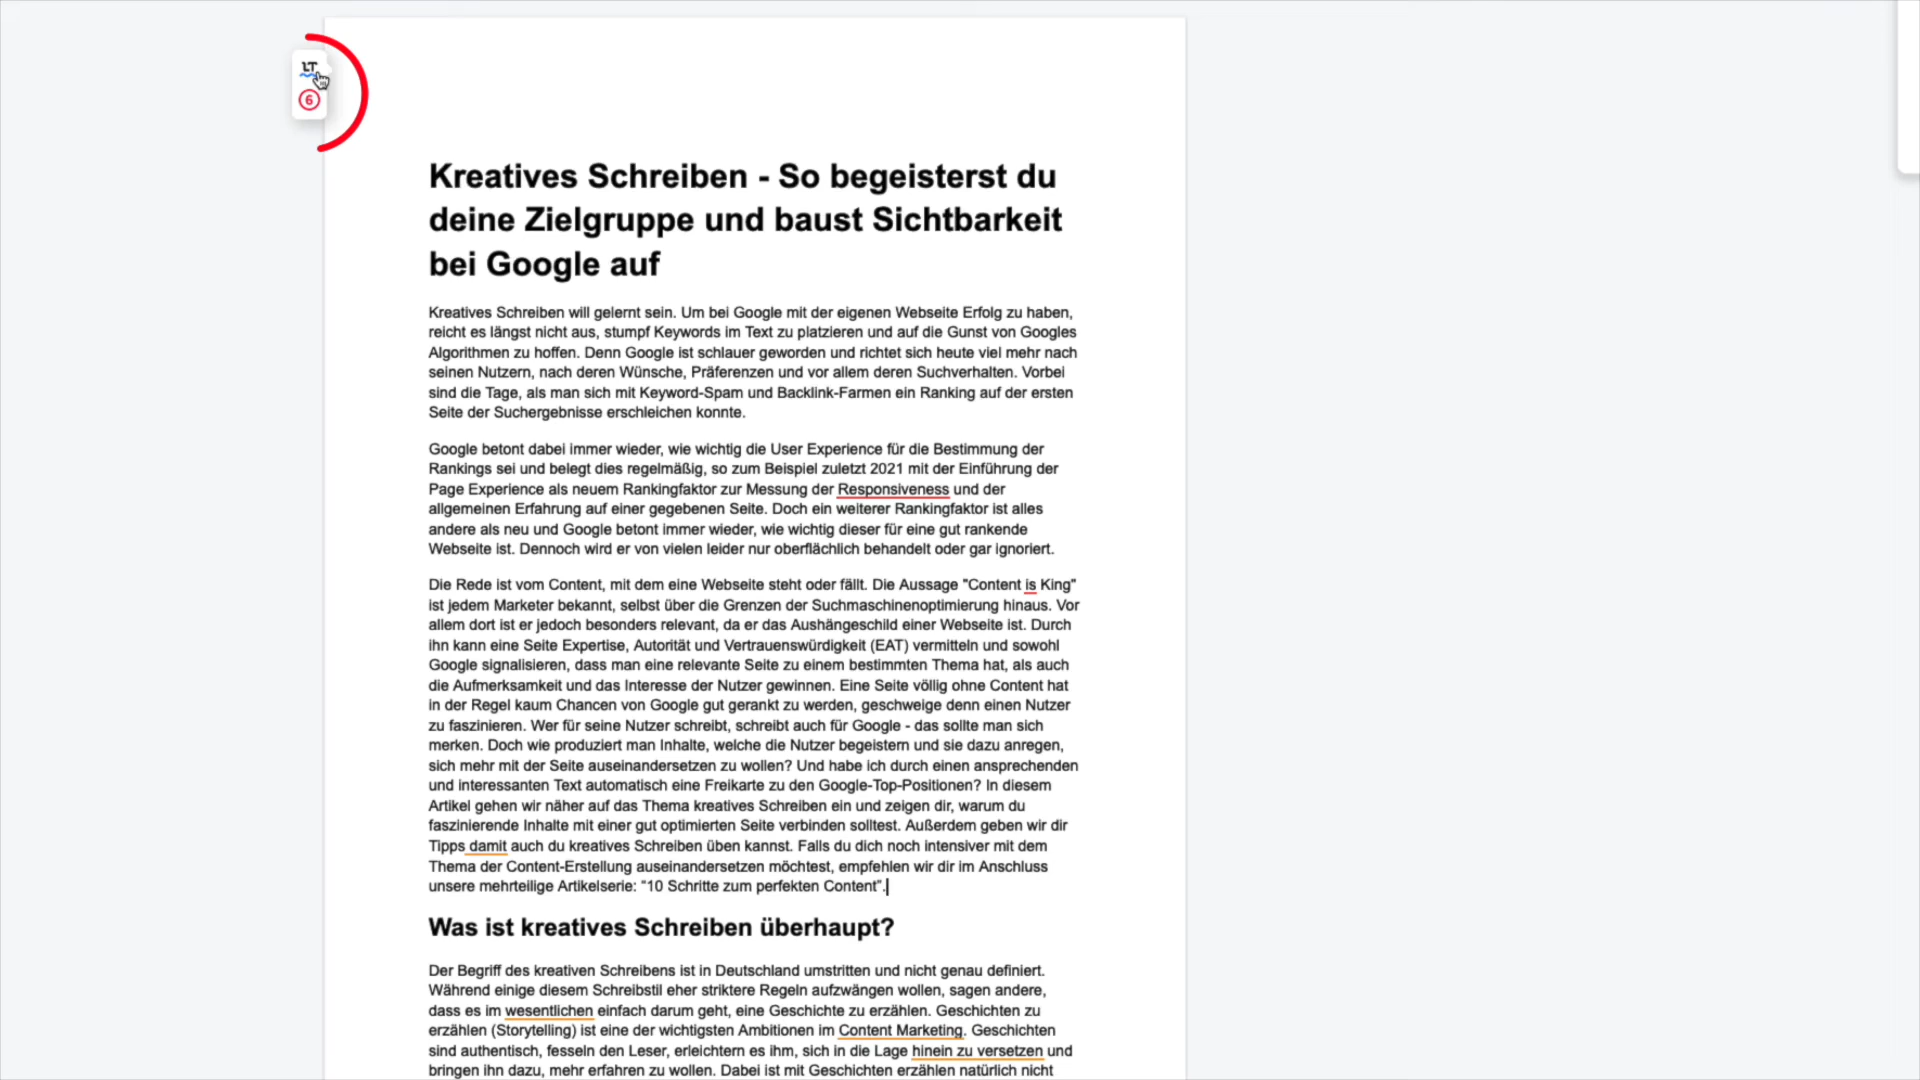 LT
6
Kreatives Schreiben - So begeisterst du
deine Zielgruppe und baust Sichtbarkeit
bei Google auf
Kreatives Schreiben will gelernt sein. Um bei Google mit der eigenen Webseite Erfolg zu haben,
reicht es längst nicht aus, stumpf Keywords im Text zu platzieren und auf die Gunst von Googles
Algorithmen zu hoffen. Denn Google ist schlauer geworden und richtet sich heute viel mehr nach
seinen Nutzern, nach deren Wünsche, Präferenzen und vor allem deren Suchverhalten. Vorbei
sind die Tage, als man sich mit Keyword-Spam und Backlink-Farmen ein Ranking auf der ersten
Seite der Suchergebnisse erschleichen konnte.
Google betont dabei immer wieder, wie wichtig die User Experience für die Bestimmung der
Rankings sei und belegt dies regelmäßig, so zum Beispiel zuletzt 2021 mit der Einführung der
Page Experience als neuem Rankingfaktor zur Messung der Responsiveness und der
allgemeinen Erfahrung auf einer gegebenen Seite. Doch ein weiterer Rankingfaktor ist alles
andere als neu und Google betont immer wieder, wie wichtig dieser für eine gut rankende
Webseite ist. Dennoch wird er von vielen leider nur oberflächlich behandelt oder gar ignoriert.
Die Rede ist vom Content, mit dem eine Webseite steht oder fällt. Die Aussage "Content is King"
ist jedem Marketer bekannt, selbst über die Grenzen der Suchmaschinenoptimierung hinaus. Vor
allem dort ist er jedoch besonders relevant, da er das Aushängeschild einer Webseite ist. Durch
ihn kann eine Seite Expertise, Autorität und Vertrauenswürdigkeit (EAT) vermitteln und sowohl
Google signalisieren, dass man eine relevante Seite zu einem bestimmten Thema hat, als auch
die Aufmerksamkeit und das Interesse der Nutzer gewinnen. Eine Seite völlig ohne Content hat
in der Regel kaum Chancen von Google gut gerankt zu werden, geschweige denn einen Nutzer
zu faszinieren. Wer für seine Nutzer schreibt, schreibt auch für Google - das sollte man sich
merken. Doch wie produziert man Inhalte, welche die Nutzer begeistern und sie dazu anregen,
sich mehr mit der Seite auseinandersetzen zu wollen? Und habe ich durch einen ansprechenden
und interessanten Text automatisch eine Freikarte zu den Google-Top-Positionen? In diesem
Artikel gehen wir näher auf das Thema kreatives Schreiben ein und zeigen dir, warum du
faszinierende Inhalte mit einer gut optimierten Seite verbinden solltest. Außerdem geben wir dir
Tipps damit auch du kreatives Schreiben üben kannst. Falls du dich noch intensiver mit dem
Thema der Content-Erstellung auseinandersetzen möchtest, empfehlen wir dir im Anschluss
unsere mehrteilige Artikelserie: “10 Schritte zum perfekten Content”.
Was ist kreatives Schreiben überhaupt?
Der Begriff des kreativen Schreibens ist in Deutschland umstritten und nicht genau definiert.
Während einige diesem Schreibstil eher striktere Regeln aufzwängen wollen, sagen andere,
dass es im wesentlichen einfach darum geht, eine Geschichte zu erzählen. Geschichten zu
erzählen (Storytelling) ist eine der wichtigsten Ambitionen im Content Marketing. Geschichten
sind authentisch, fesseln den Leser, erleichtern es ihm, sich in die Lage hinein zu versetzen und
bringen ihn dazu, mehr erfahren zu wollen. Dabei ist mit Geschichten erzählen natürlich nicht